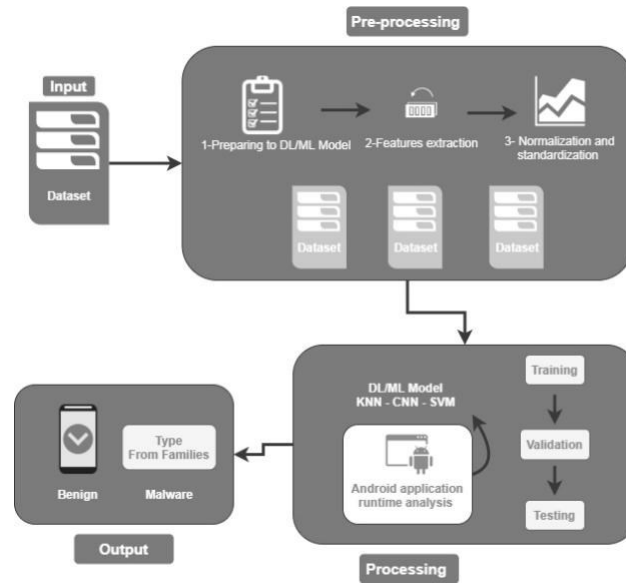 Pre-processing
Input
Dataset
1-Preparing to DL/ML Model
2-Features extraction
3- Normalization and
standardization
Dataset
Dataset
Dataset
DL/ML Model
KNN - CNN - SVM
Android application
runtime analysis
Training
Validation
Testing
Processing
Benign
Type
From Families
Malware
Output